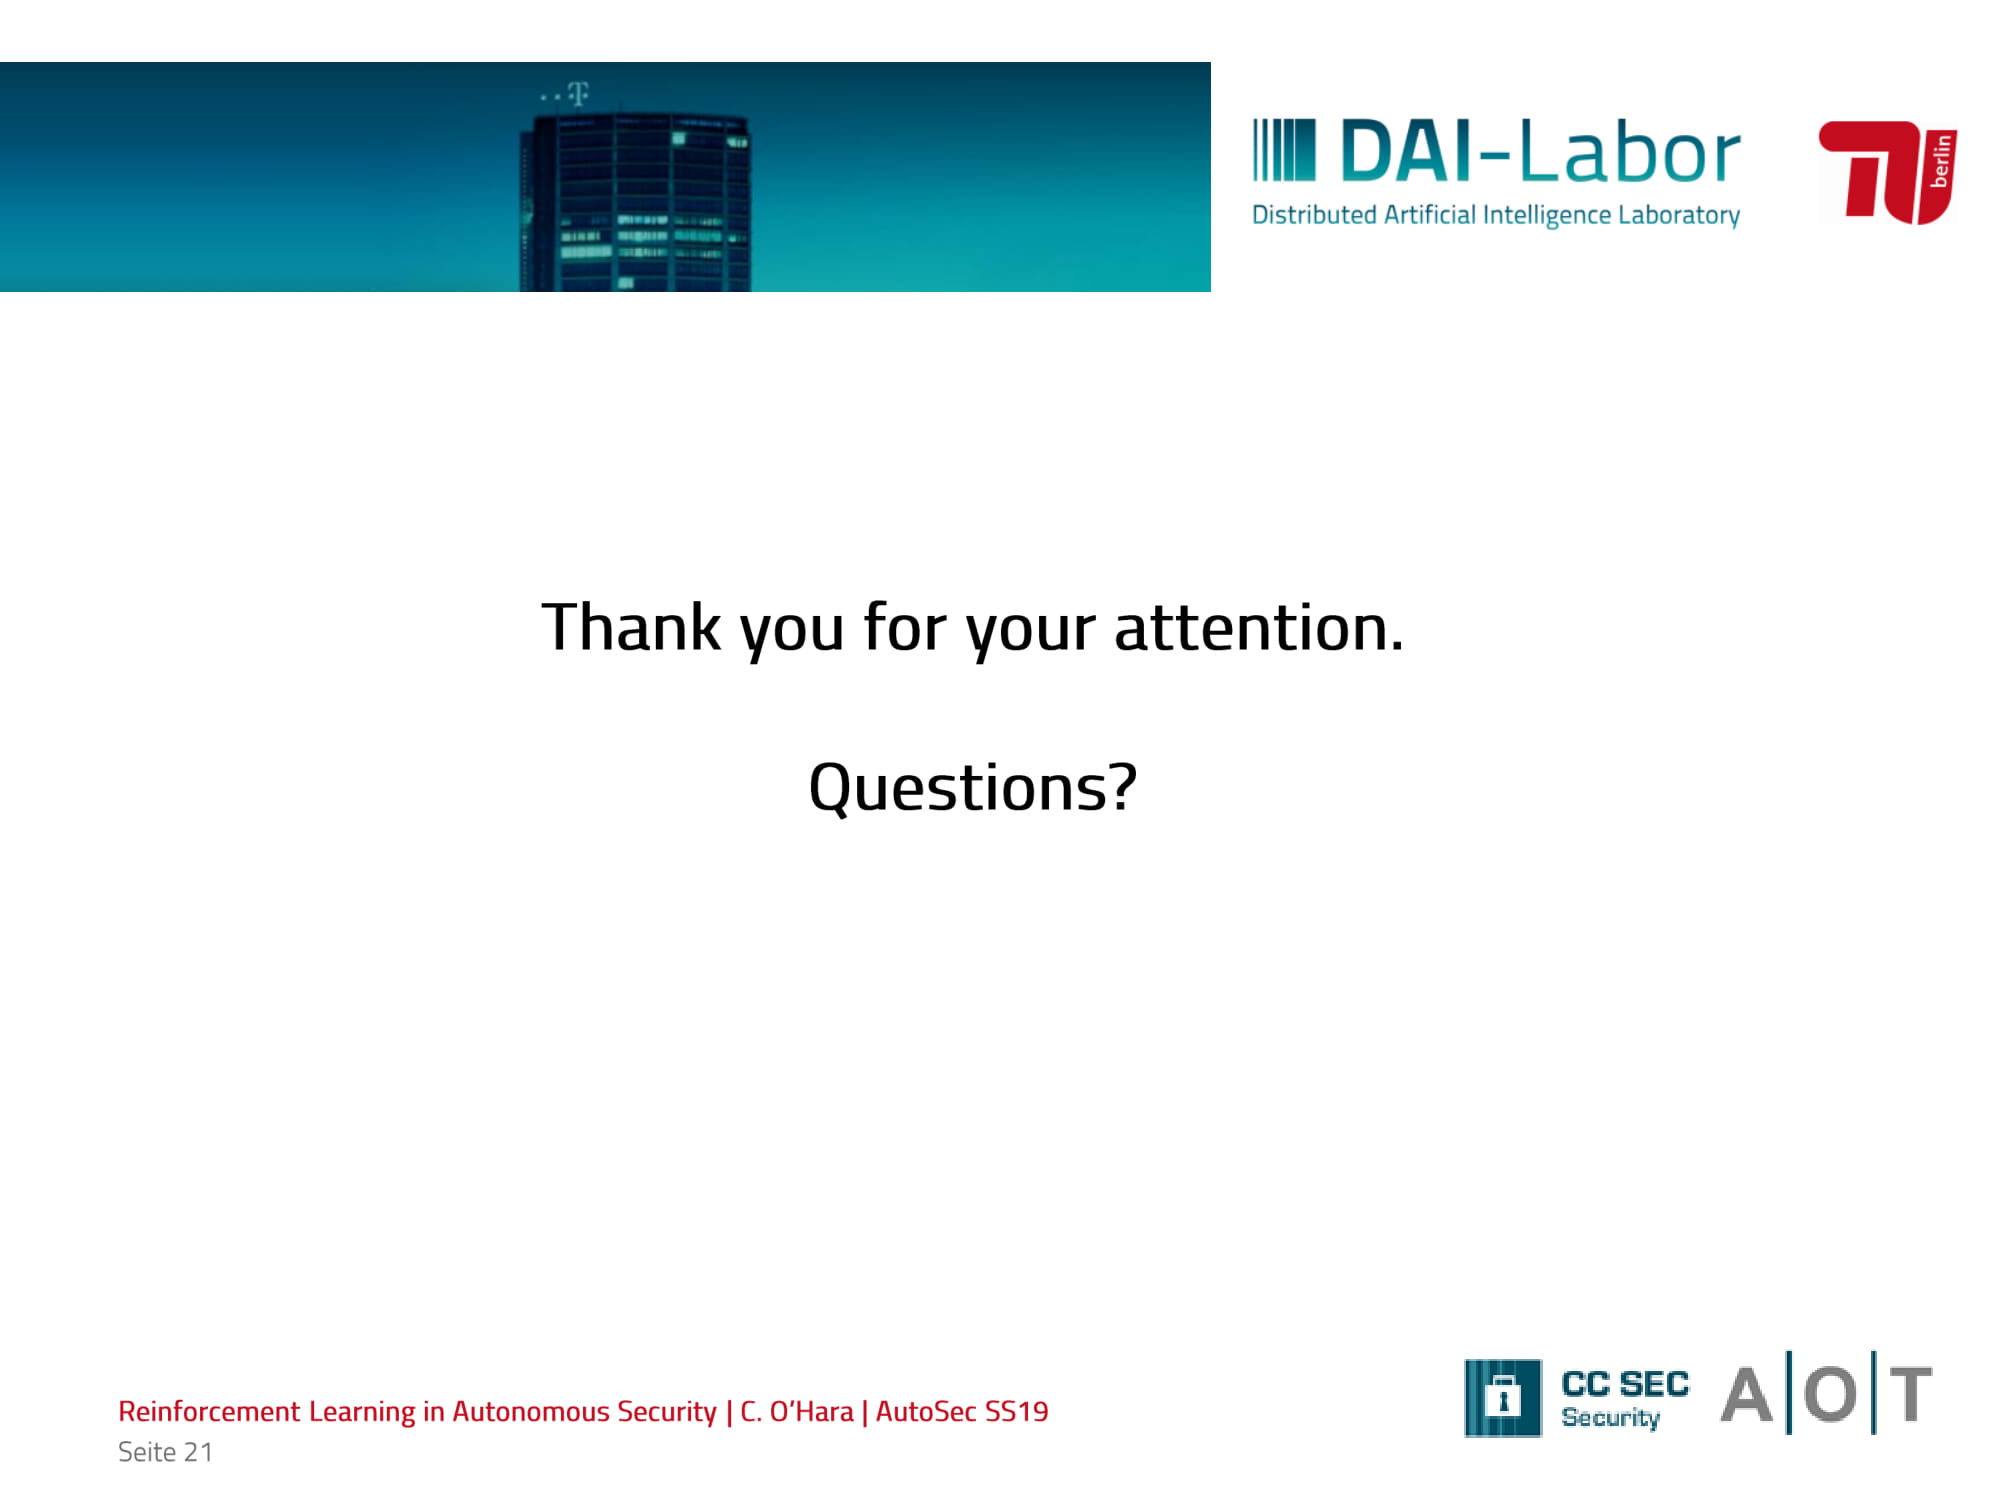 ··T·
DAI-Labor
Distributed Artificial Intelligence Laboratory
berlin
Thank you for your attention.
Questions?
Reinforcement Learning in Autonomous Security | C. O’Hara | AutoSec SS19
Seite 21
CC SEC
Security
A|O|T